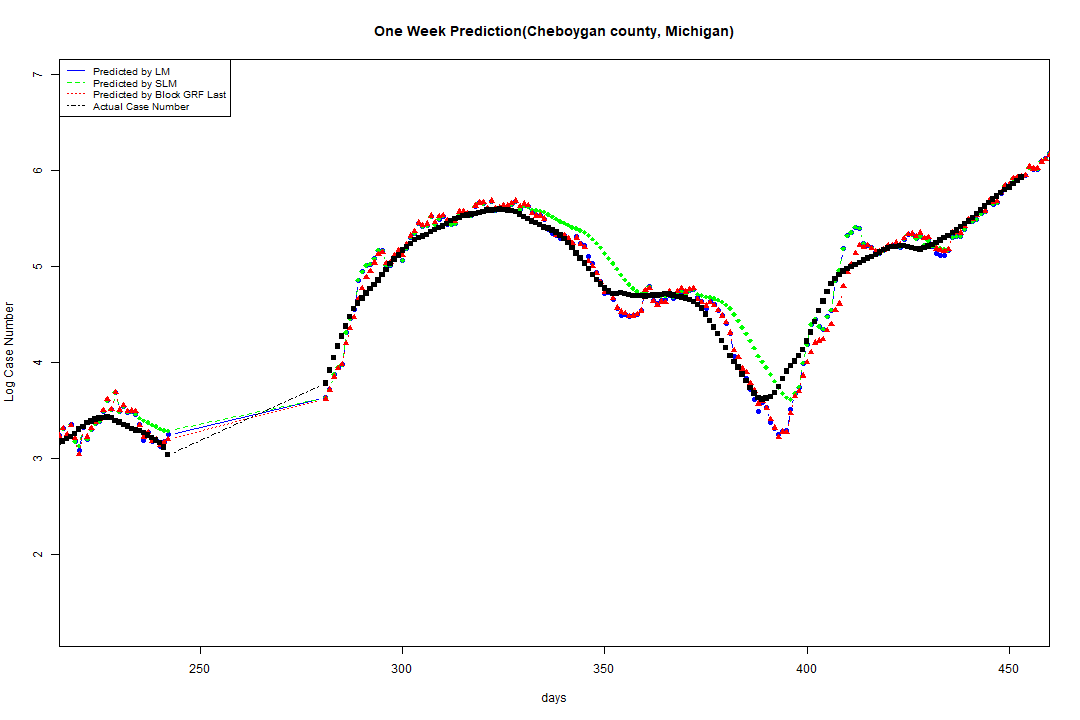 One Week Prediction(Cheboygan county, Michigan)
Predicted by LM
Predicted by SLM
Predicted by Block GRF Last
Actual Case Number
7
6
5
4
3
2
Log Case Number
250 300 350 400 450
days